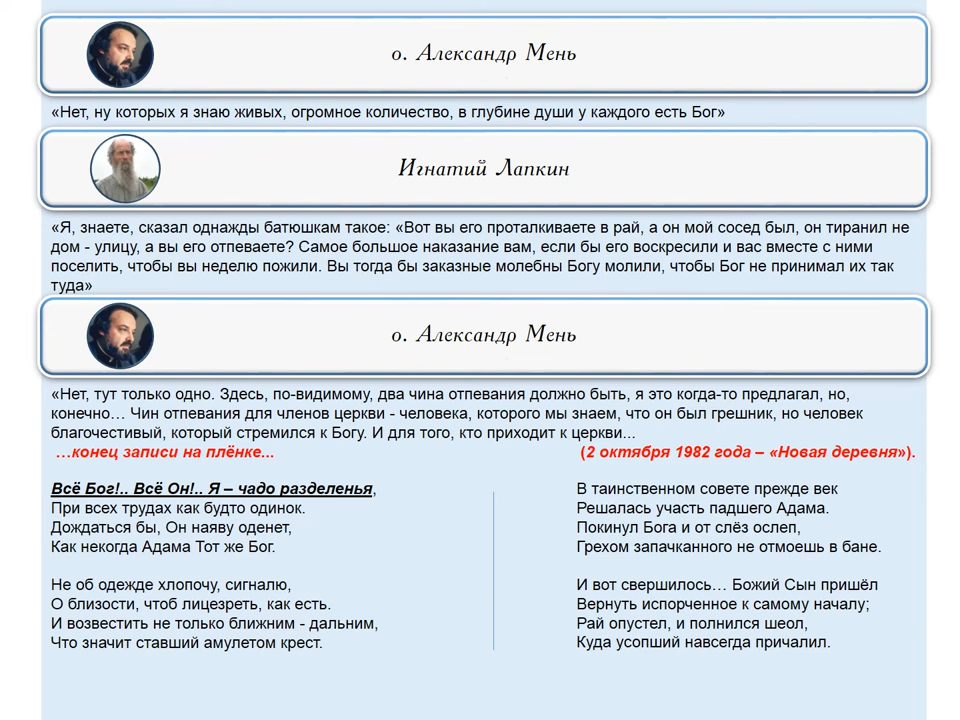 о. Александр Мень
«Нет, ну которых я знаю живых, огромное количество, в глубине души у каждого есть Бог»
Игнатий Лапкин
«Я, знаете, сказал однажды батюшкам такое: «Вот вы его проталкиваете в рай, а он мой сосед был, он тиранил не
дом - улицу, а вы его отпеваете? Самое большое наказание вам, если бы его воскресили и вас вместе с ними
поселить, чтобы вы неделю пожили. Вы тогда бы заказные молебны Богу молили, чтобы Бог не принимал их так
туда»
о. Александр Мень
«Нет, тут только одно. Здесь, по-видимому, два чина отпевания должно быть, я это когда-то предлагал, но,
конечно… Чин отпевания для членов церкви - человека, которого мы знаем, что он был грешник, но человек
благочестивый, который стремился к Богу. И для того, кто приходит к церкви...
…конец записи на плёнке... (2 октября 1982 года – «Новая деревня»).
Всё Бог!.. Всё Он!.. Я – чадо разделенья,
При всех трудах как будто одинок.
Дождаться бы, Он наяву оденет,
Как некогда Адама Тот же Бог.
Не об одежде хлопочу, сигналю,
О близости, чтоб лицезреть, как есть.
И возвестить не только ближним - дальним,
Что значит ставший амулетом крест.
В таинственном совете прежде век
Решалась участь падшего Адама.
Покинул Бога и от слёз ослеп,
Грехом запачканного не отмоешь в бане.
И вот свершилось… Божий Сын пришёл
Вернуть испорченное к самому началу;
Рай опустел, и полнился шеол,
Куда усопший навсегда причалил.